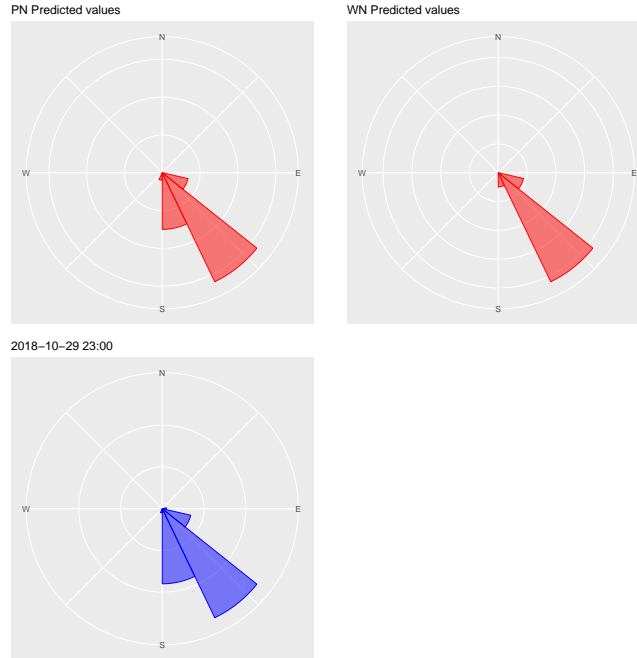 PN Predicted values
N
W
E
S
WN Predicted values
N
W
E
S
2018−10−29 23:00
N
W
E
S